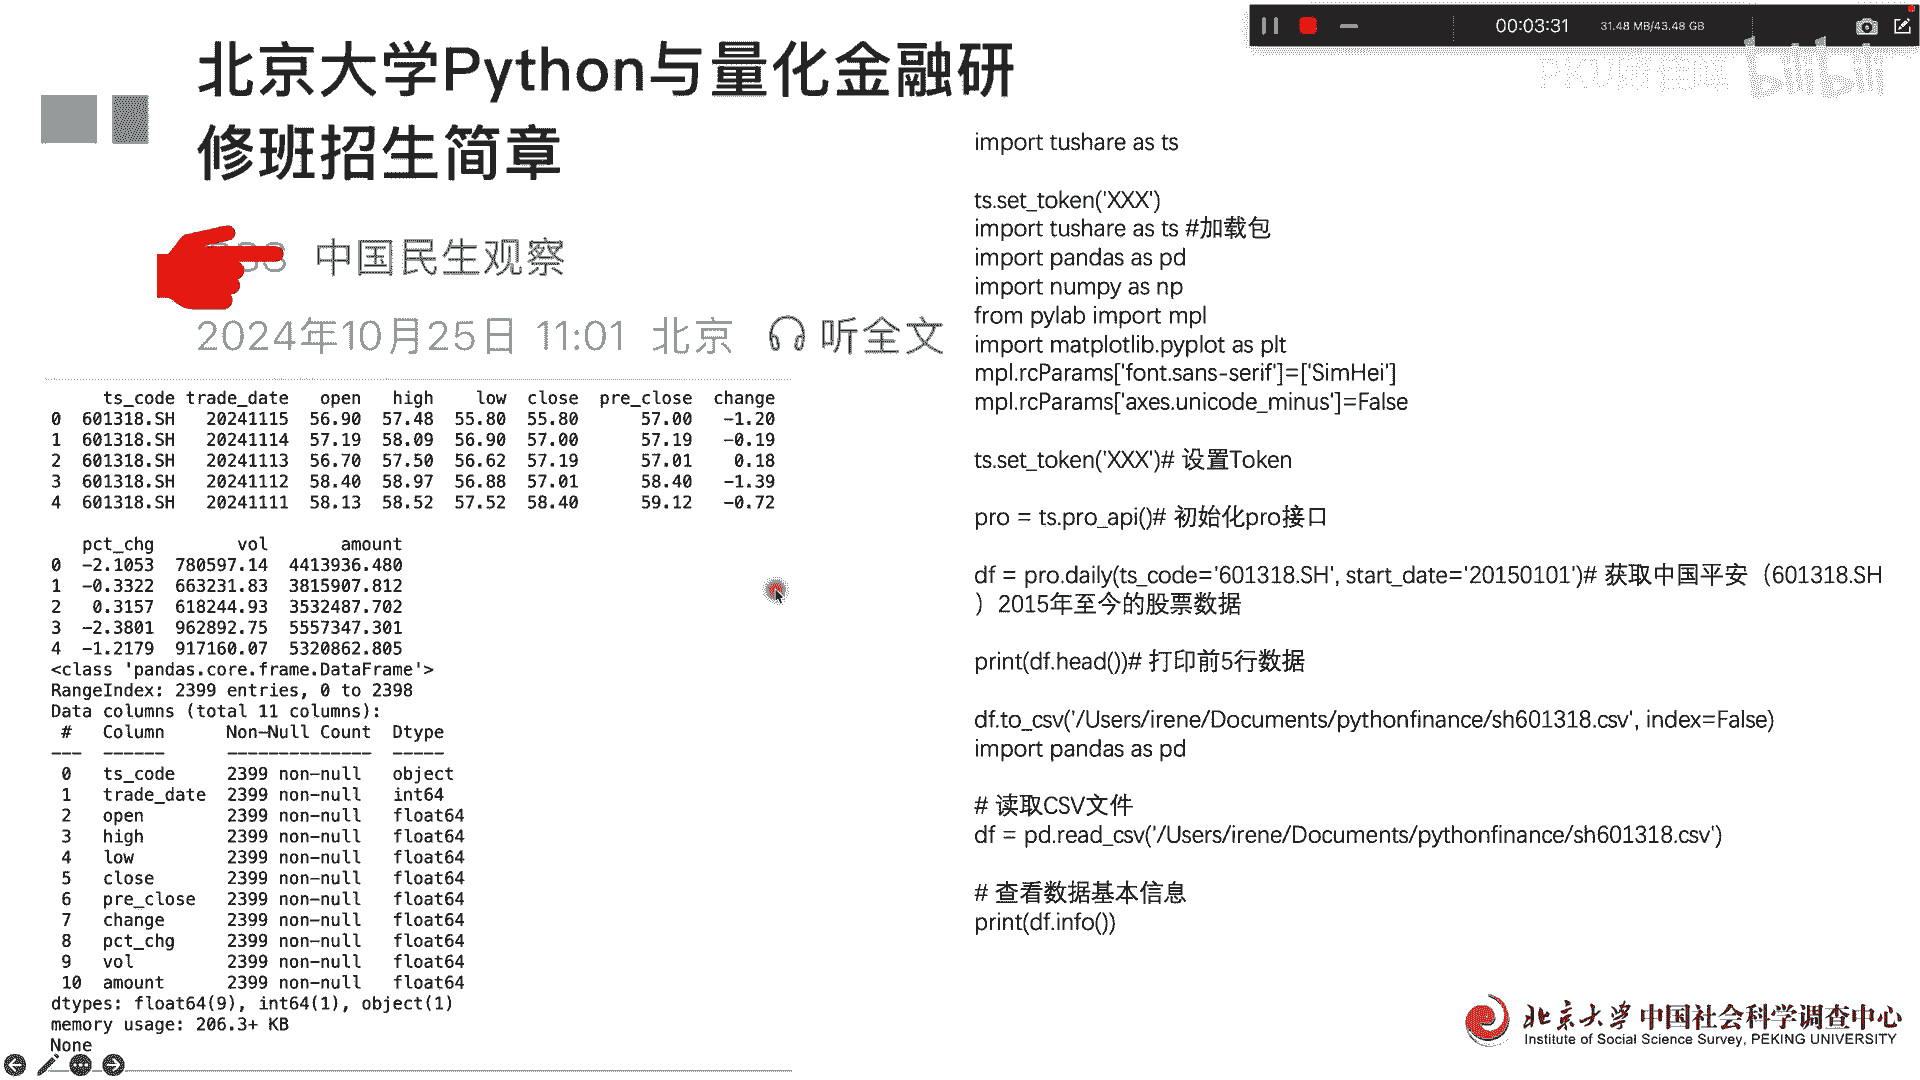 00:03:31 31.48 MB/43.48 GB
bilibili
北京大学Python与量化金融研
修班招生简章
中国民生观察
2024年10月25日 11:01 北京 听全文
ts_code trade_date open high low close pre_close change
0 601318.SH 20241115 56.90 57.48 55.80 55.80 57.00 -1.20
1 601318.SH 20241114 57.19 58.09 56.90 57.00 57.19 -0.19
2 601318.SH 20241113 56.70 57.50 56.62 57.19 57.01 0.18
3 601318.SH 20241112 58.40 58.97 56.88 57.01 58.40 -1.39
4 601318.SH 20241111 58.13 58.52 57.52 58.40 59.12 -0.72
pct_chg vol amount
0 -2.1053 780597.14 4413936.480
1 -0.3322 663231.83 3815907.812
2 0.3157 618244.93 3532487.702
3 -2.3801 962892.75 5557347.301
4 -1.2179 917160.07 5320862.805
<class 'pandas.core.frame.DataFrame'>
RangeIndex: 2399 entries, 0 to 2398
Data columns (total 11 columns):
# Column Non-Null Count Dtype
--- ------ -------------- -----
0 ts_code 2399 non-null object
1 trade_date 2399 non-null int64
2 open 2399 non-null float64
3 high 2399 non-null float64
4 low 2399 non-null float64
5 close 2399 non-null float64
6 pre_close 2399 non-null float64
7 change 2399 non-null float64
8 pct_chg 2399 non-null float64
9 vol 2399 non-null float64
10 amount 2399 non-null float64
dtypes: float64(9), int64(1), object(1)
memory usage: 206.3+ KB
None
import tushare as ts
ts.set_token('XXX')
import tushare as ts #加载包
import pandas as pd
import numpy as np
from pylab import mpl
import matplotlib.pyplot as plt
mpl.rcParams['font.sans-serif']=['SimHei']
mpl.rcParams['axes.unicode_minus']=False
ts.set_token('XXX')# 设置Token
pro = ts.pro_api()# 初始化pro接口
df = pro.daily(ts_code='601318.SH', start_date='20150101')# 获取中国平安（601318.SH
）2015年至今的股票数据
print(df.head())# 打印前5行数据
df.to_csv('/Users/irene/Documents/pythonfinance/sh601318.csv', index=False)
import pandas as pd
# 读取CSV文件
df = pd.read_csv('/Users/irene/Documents/pythonfinance/sh601318.csv')
# 查看数据基本信息
print(df.info())
北京大学 中国社会科学调查中心
Institute of Social Science Survey, PEKING UNIVERSITY